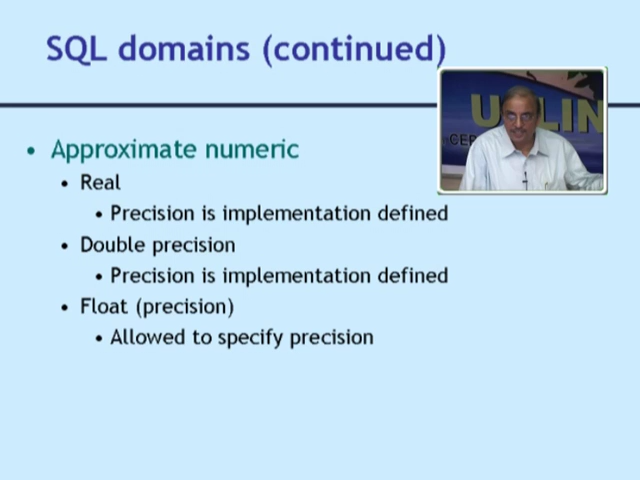 SQL domains (continued)
• Approximate numeric
• Real
• Precision is implementation defined
• Double precision
• Precision is implementation defined
• Float (precision)
• Allowed to specify precision